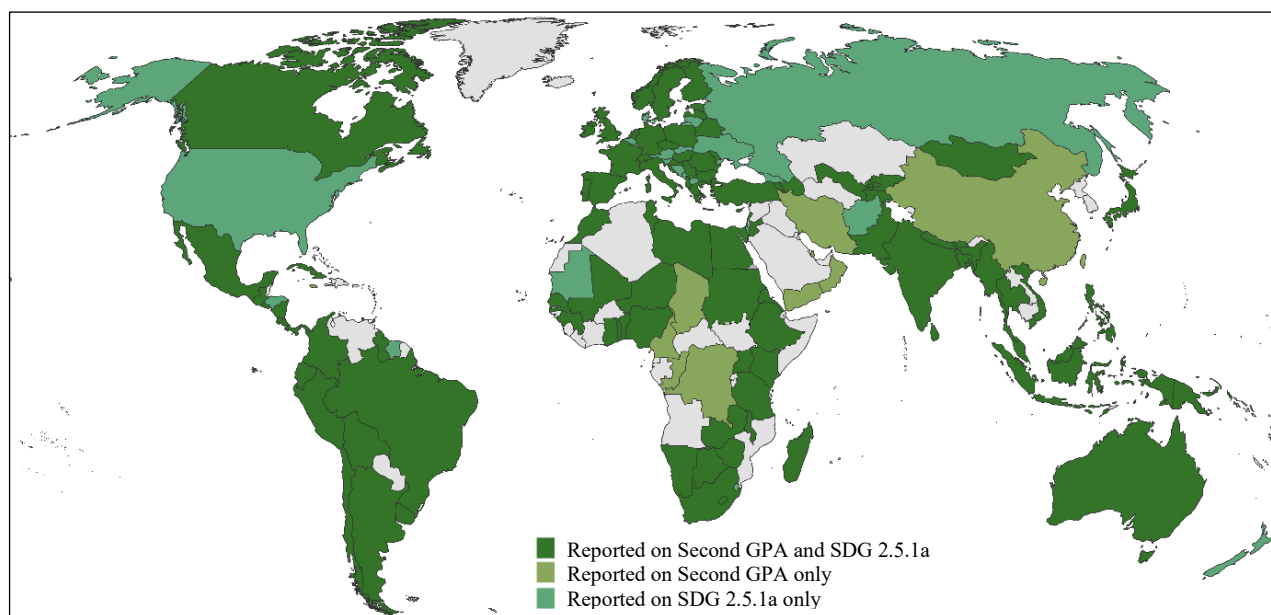 Reported on Second GPA and SDG 2.5.1a
Reported on Second GPA only
Reported on SDG 2.5.1a only